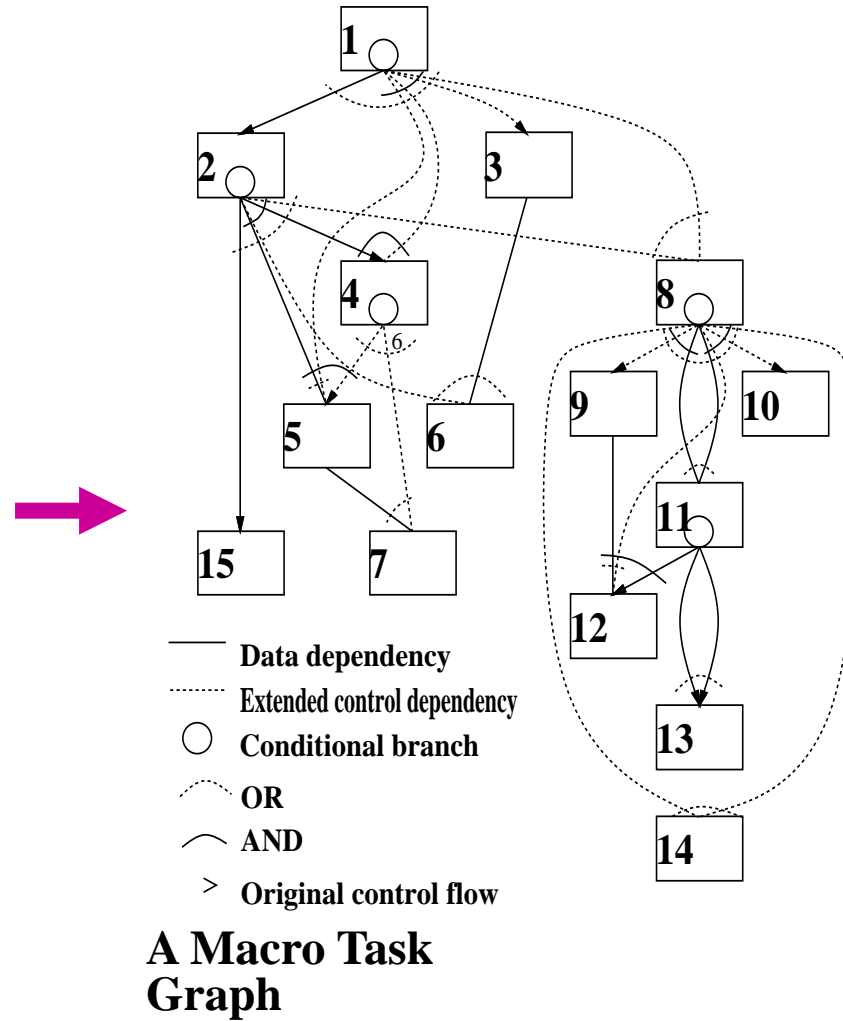 1
2
3
4
8
6
9
10
5
6
11
15
7
12
Data dependency
Extended control dependency
Conditional branch
13
OR
AND
14
Original control flow
A Macro Task
Graph